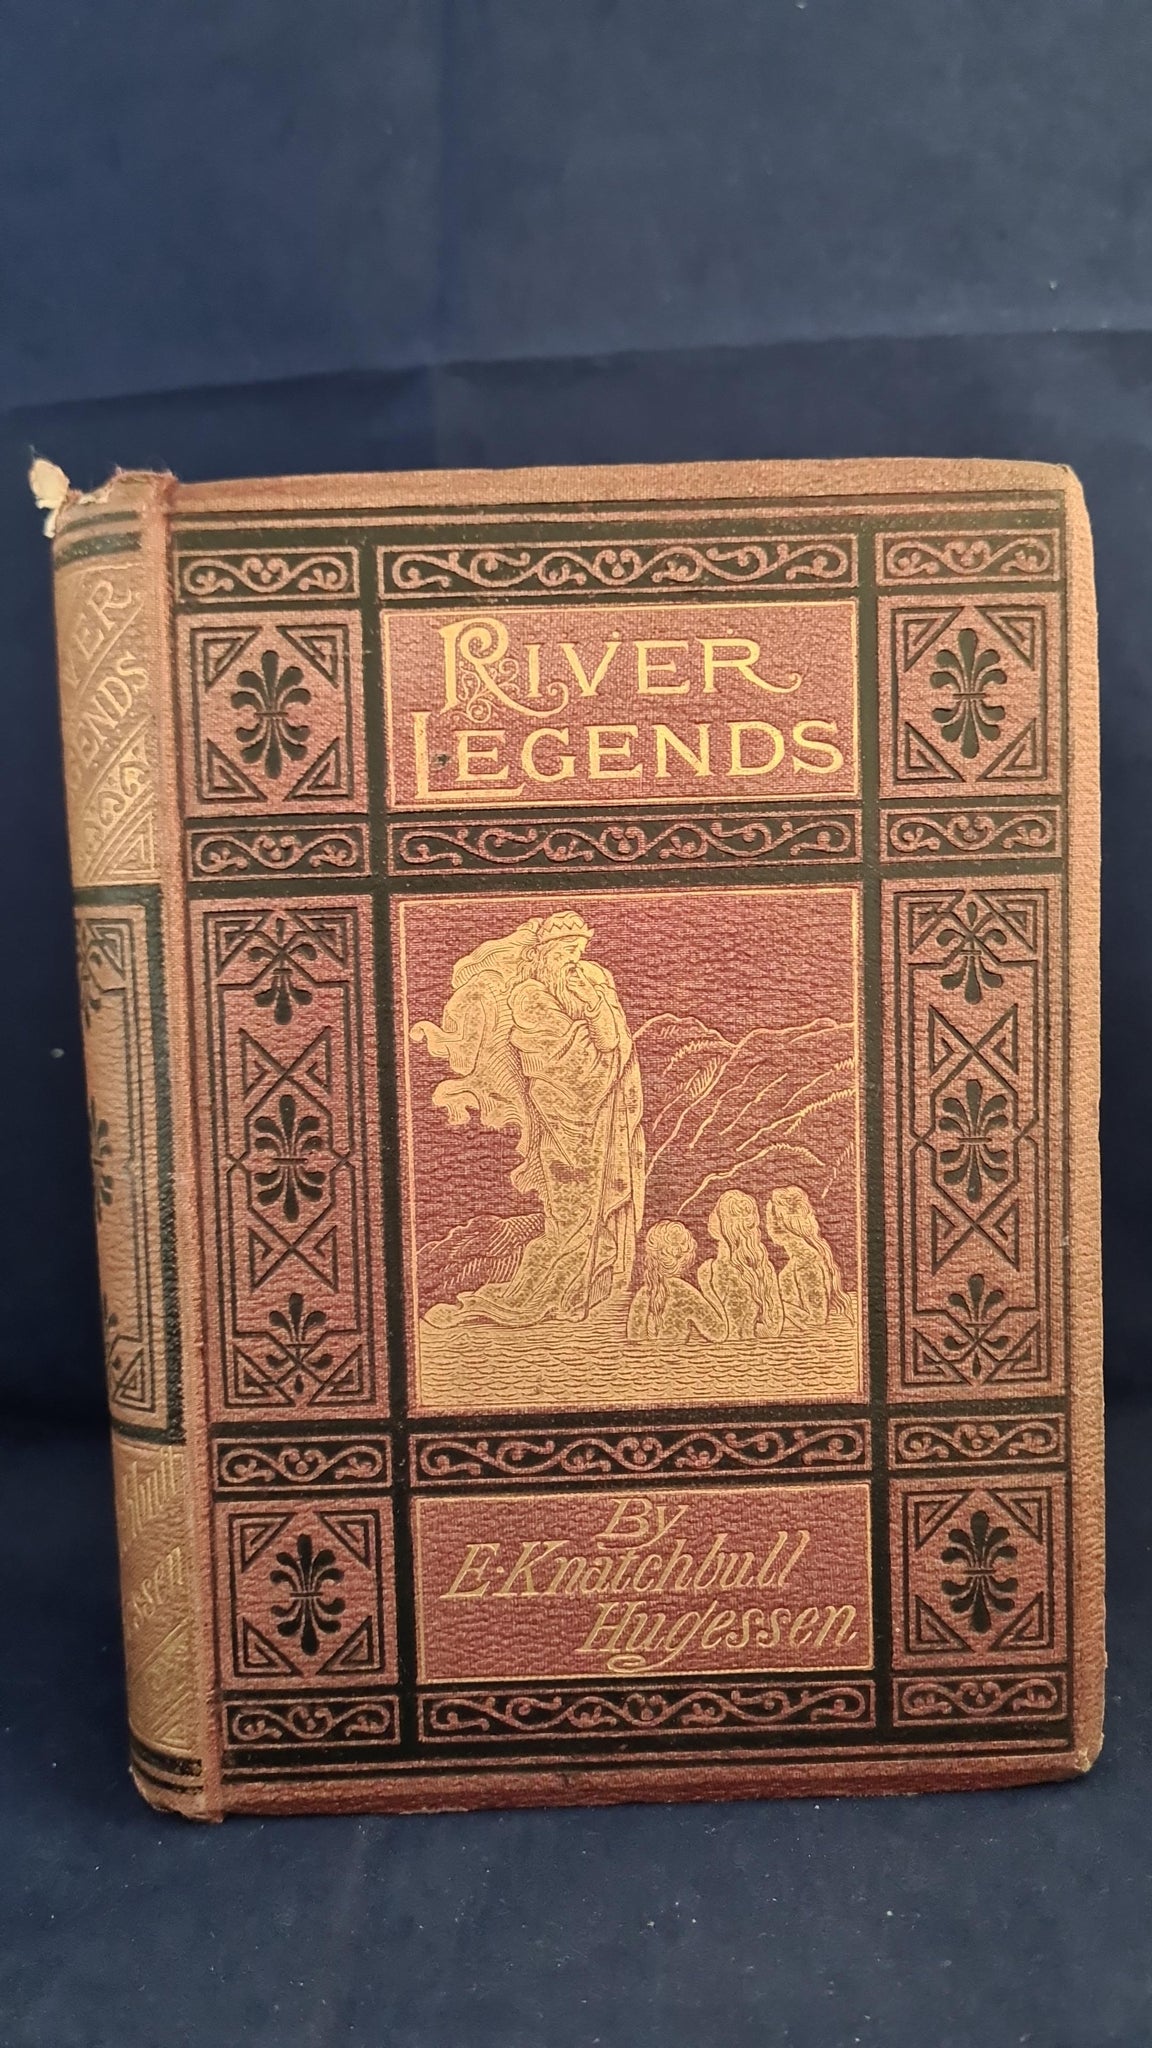 RIVER
LEGENDS
By
E. Knatchbull
Hugessen